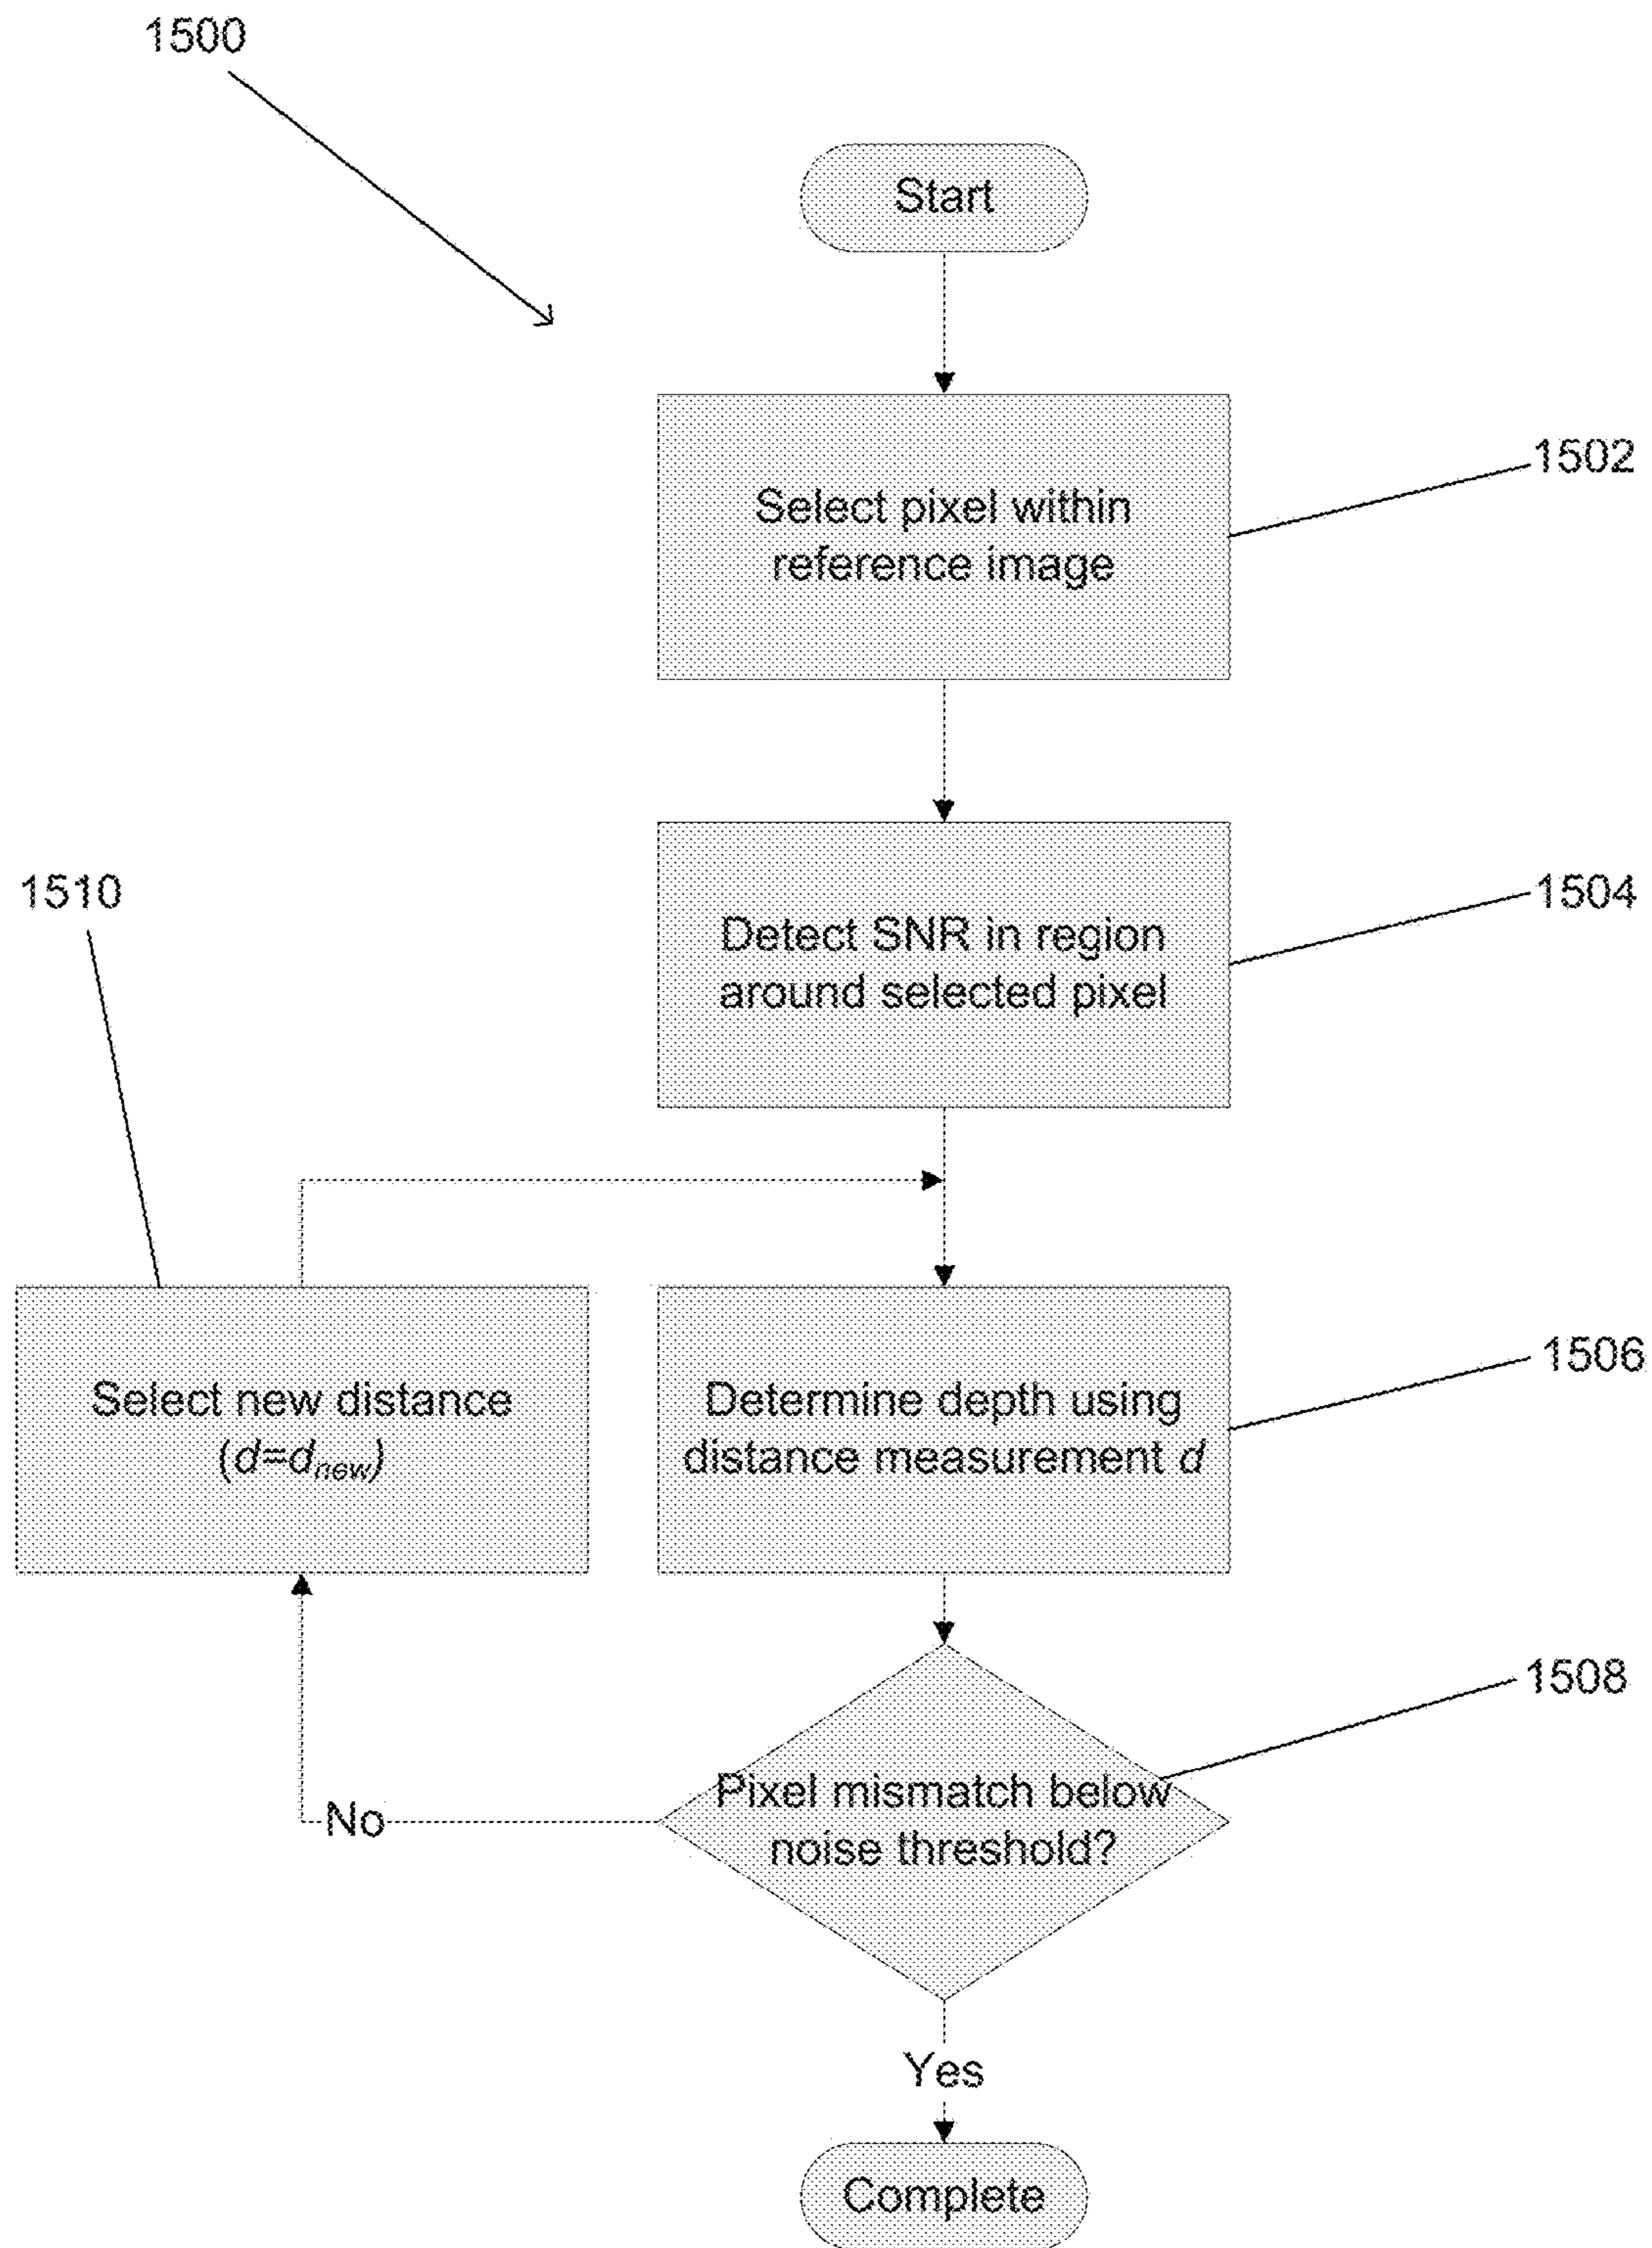 1500
Start
Select pixel within
reference image
1502
Detect SNR in region
around selected pixel
1504
1510
Select new distance
(d=dnew)
Determine depth using
distance measurement d
1506
Pixel mismatch below
noise threshold?
1508
No
Yes
Complete